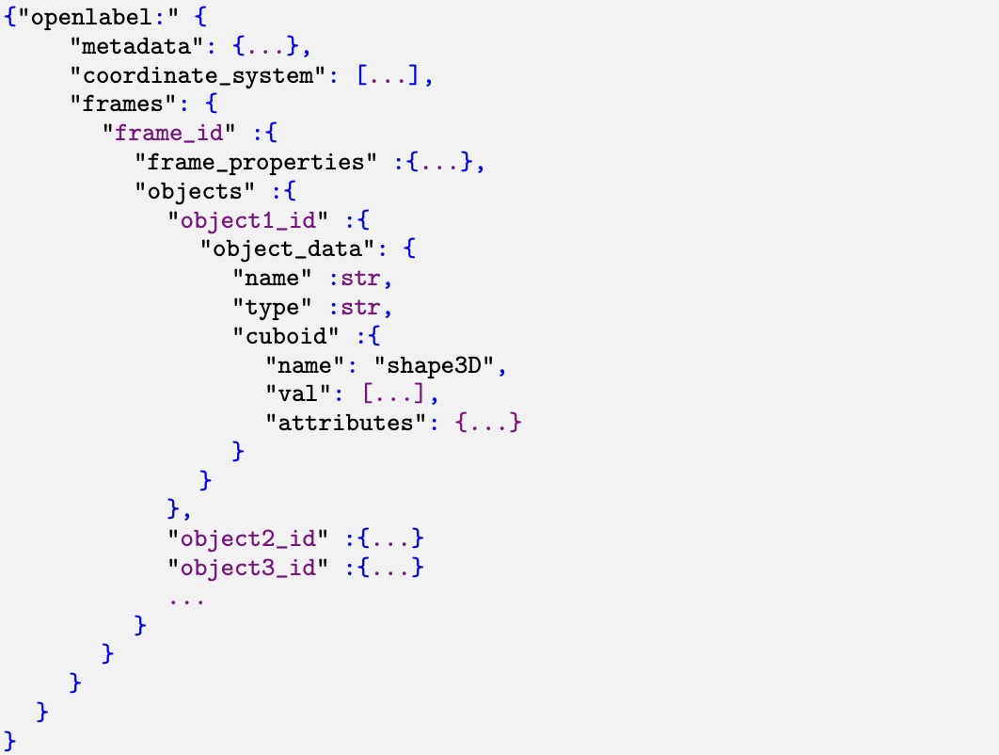 {"openlabel:" {
"metadata": {...},
"coordinate_system": [...],
"frames": {
"frame_id" :{
"frame_properties" :{...},
"objects" :{
"object1_id" :{
"object_data": {
"name" :str,
"type" :str,
"cuboid" :{
"name": "shape3D",
"val": [...],
"attributes": {...}
}
}
},
"object2_id" :{...}
"object3_id" :{...}
...
}
}
}
}
}